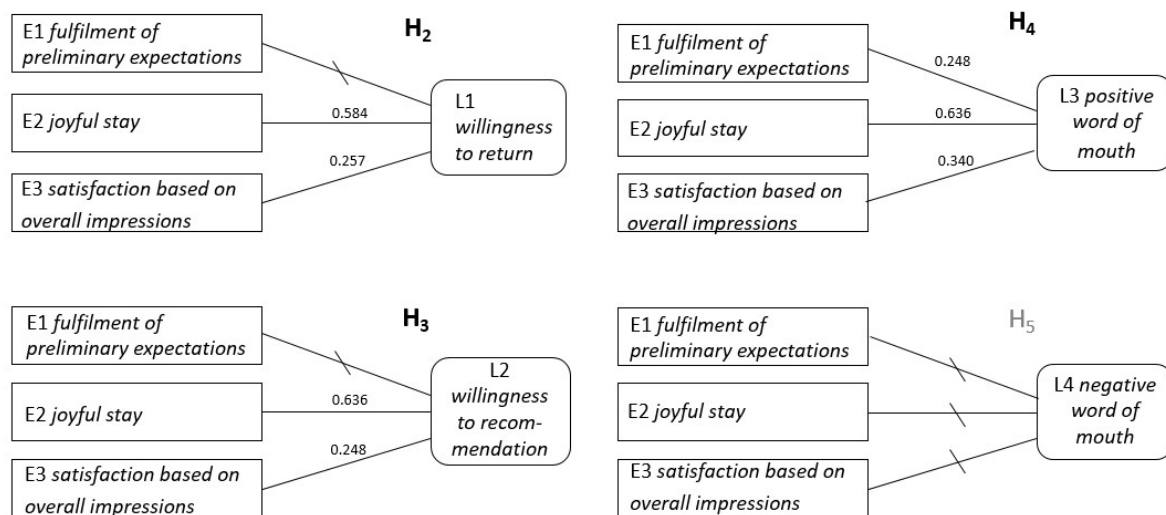 H2
E1 fulfilment of
preliminary expectations
E2 joyful stay
0.584
E3 satisfaction based on
overall impressions
0.257
L1
willingness
to return
H4
E1 fulfilment of
preliminary expectations
0.248
E2 joyful stay
0.636
E3 satisfaction based on
overall impressions
0.340
L3 positive
word of
mouth
H3
E1 fulfilment of
preliminary expectations
E2 joyful stay
0.636
E3 satisfaction based on
overall impressions
0.248
L2
willingness
to recom-
mendation
H5
E1 fulfilment of
preliminary expectations
E2 joyful stay
E3 satisfaction based on
overall impressions
L4 negative
word of
mouth